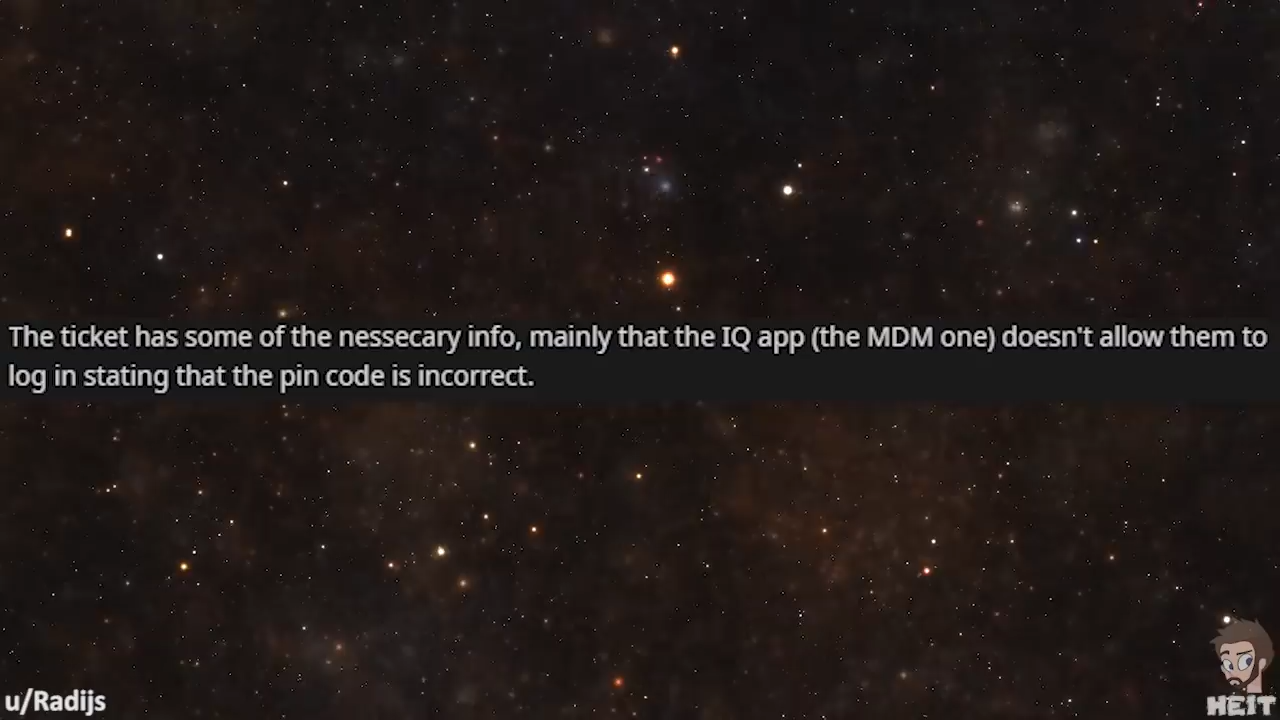 The ticket has some of the nessecary info, mainly that the IQ app (the MDM one) doesn't allow them to
log in stating that the pin code is incorrect.
u/Radijs
HEIT